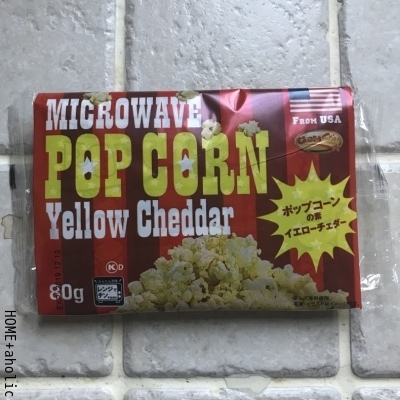 MICROWAVE
POP CORN
Yellow Cheddar
FROM USA
ポップコーン
の素
イエローチェダー
K D
80g
HOME+aholic